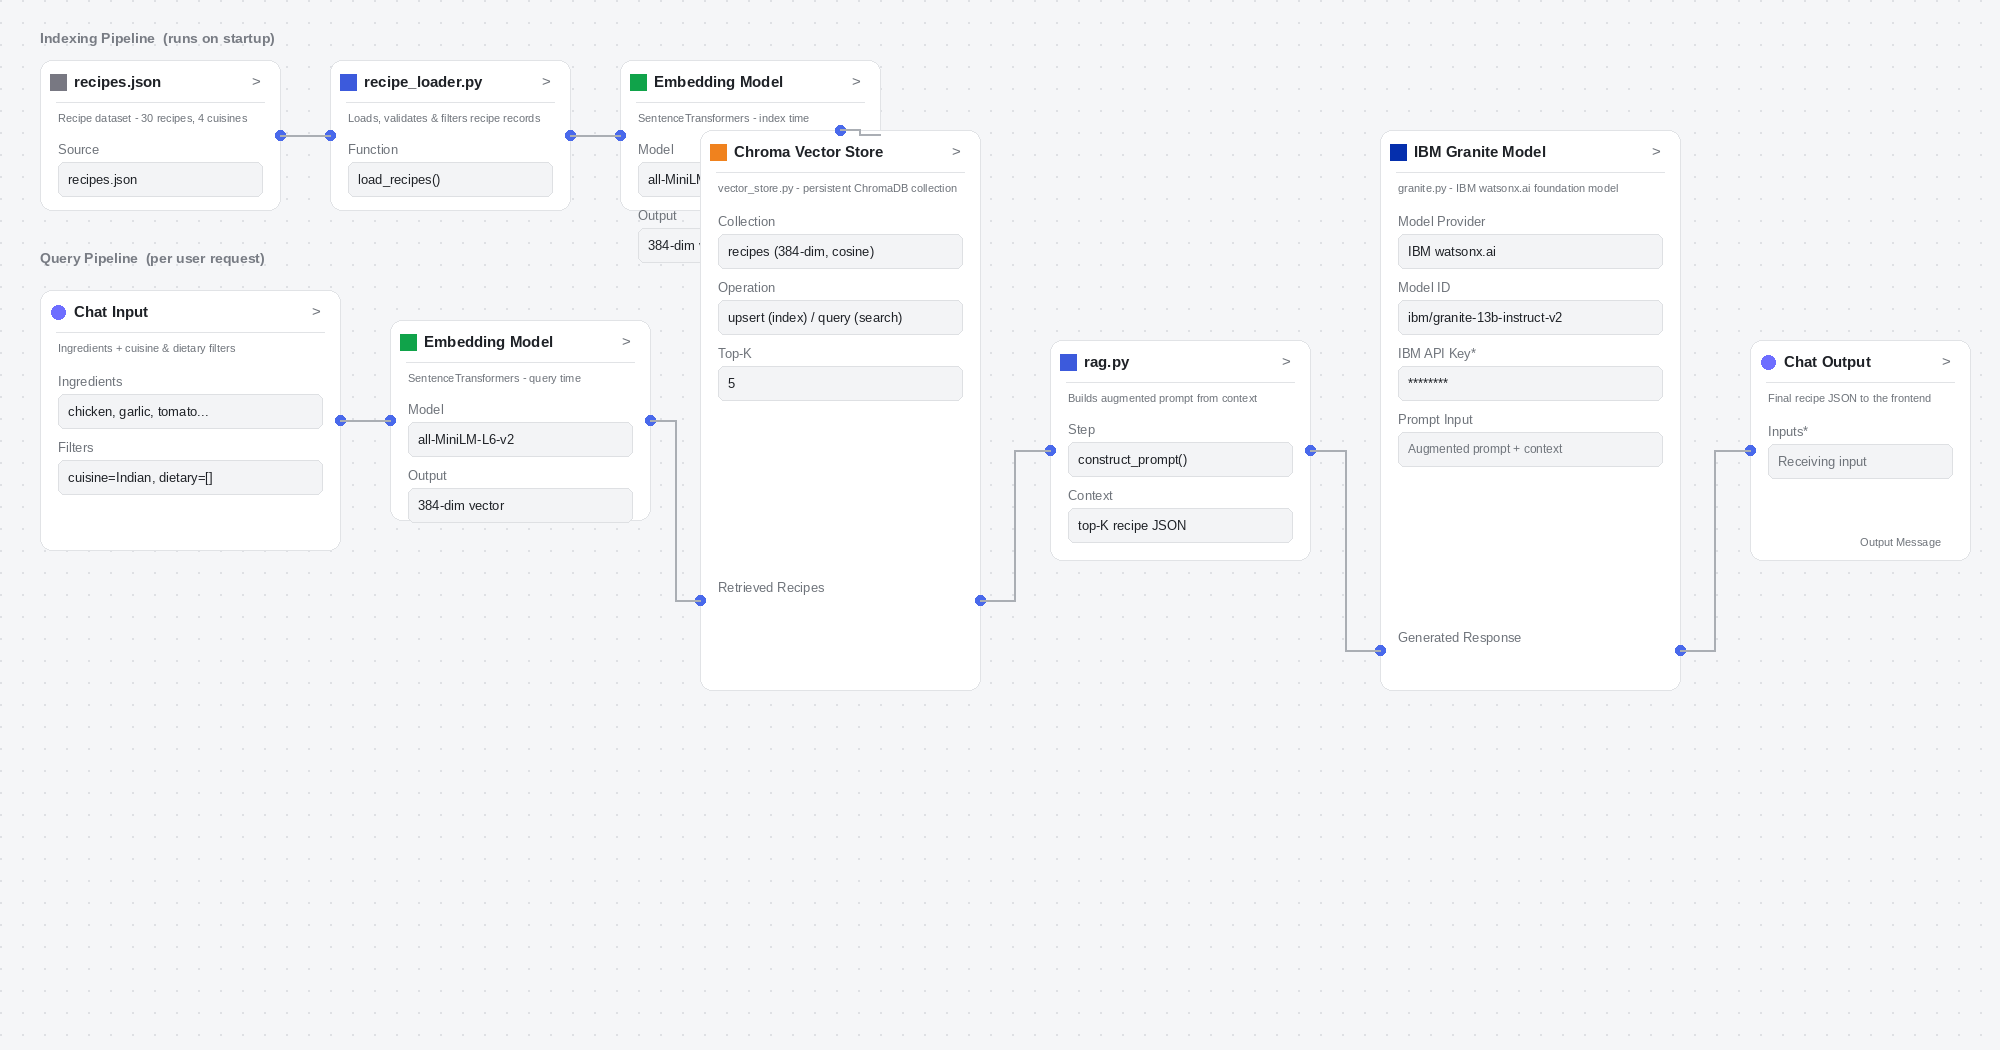 Indexing Pipeline (runs on startup)
recipes.json >
Recipe dataset - 30 recipes, 4 cuisines
Source
recipes.json
recipe_loader.py >
Loads, validates & filters recipe records
Function
load_recipes()
Embedding Model >
SentenceTransformers - index time
Model
all-MiniLM
Output
384-dim
Query Pipeline (per user request)
Chat Input >
Ingredients + cuisine & dietary filters
Ingredients
chicken, garlic, tomato...
Filters
cuisine=Indian, dietary=[]
Embedding Model >
SentenceTransformers - query time
Model
all-MiniLM-L6-v2
Output
384-dim vector
Chroma Vector Store >
vector_store.py - persistent ChromaDB collection
Collection
recipes (384-dim, cosine)
Operation
upsert (index) / query (search)
Top-K
5
Retrieved Recipes
rag.py >
Builds augmented prompt from context
Step
construct_prompt()
Context
top-K recipe JSON
IBM Granite Model >
granite.py - IBM watsonx.ai foundation model
Model Provider
IBM watsonx.ai
Model ID
ibm/granite-13b-instruct-v2
IBM API Key*
********
Prompt Input
Augmented prompt + context
Generated Response
Chat Output >
Final recipe JSON to the frontend
Inputs*
Receiving input
Output Message